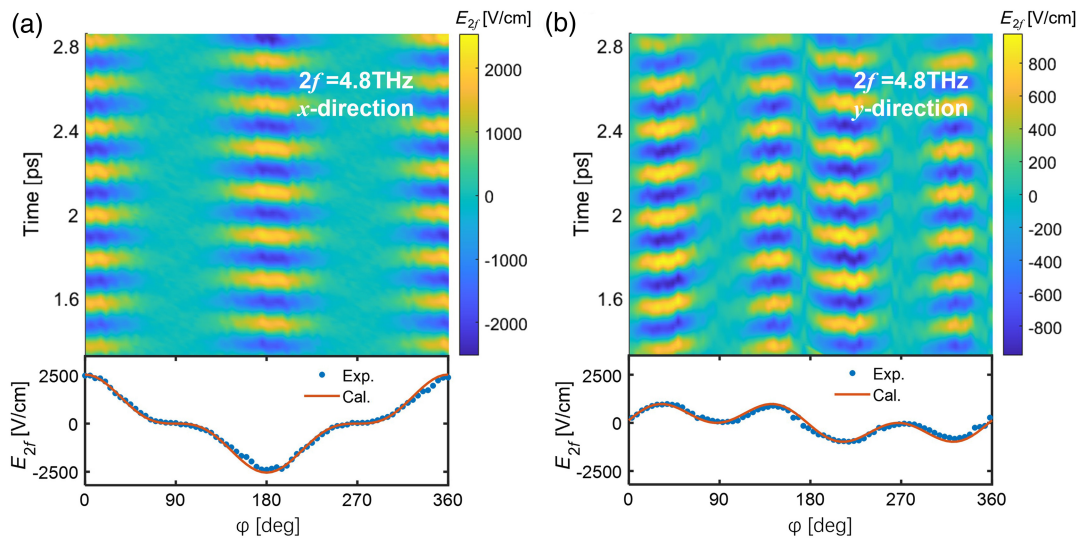 (a)
E2f [V/cm]
2f =4.8THz
x-direction
Time [ps]
2.8
2.4
2
1.6
2000
1000
0
-1000
-2000
E2f [V/cm]
2500
0
-2500
Exp.
Cal.
0 90 180 270 360
φ [deg]
(b)
E2f [V/cm]
2f =4.8THz
y-direction
Time [ps]
2.8
2.4
2
1.6
800
600
400
200
0
-200
-400
-600
-800
E2f [V/cm]
2500
0
-2500
Exp.
Cal.
0 90 180 270 360
φ [deg]